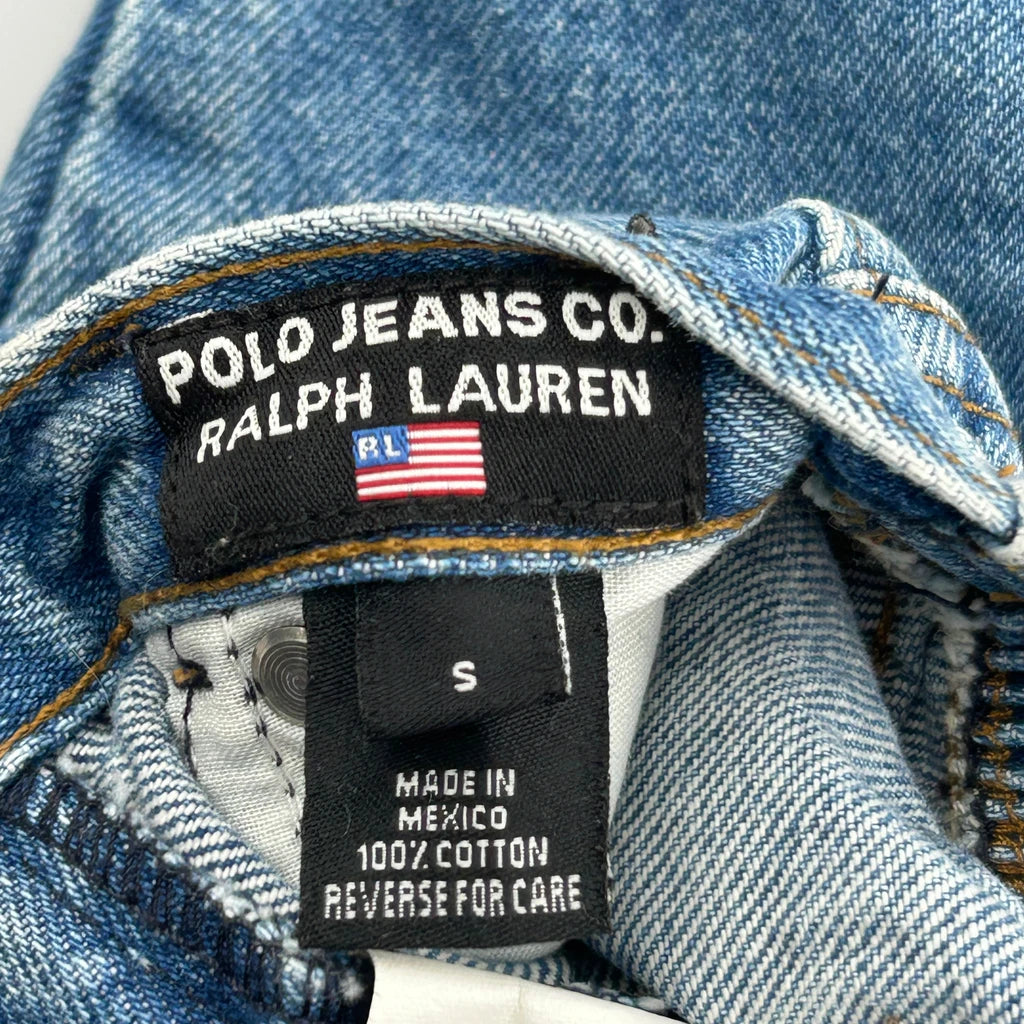 POLO JEANS CO.
RALPH LAUREN
RL
S
MADE IN
MEXICO
100% COTTON
REVERSE FOR CARE